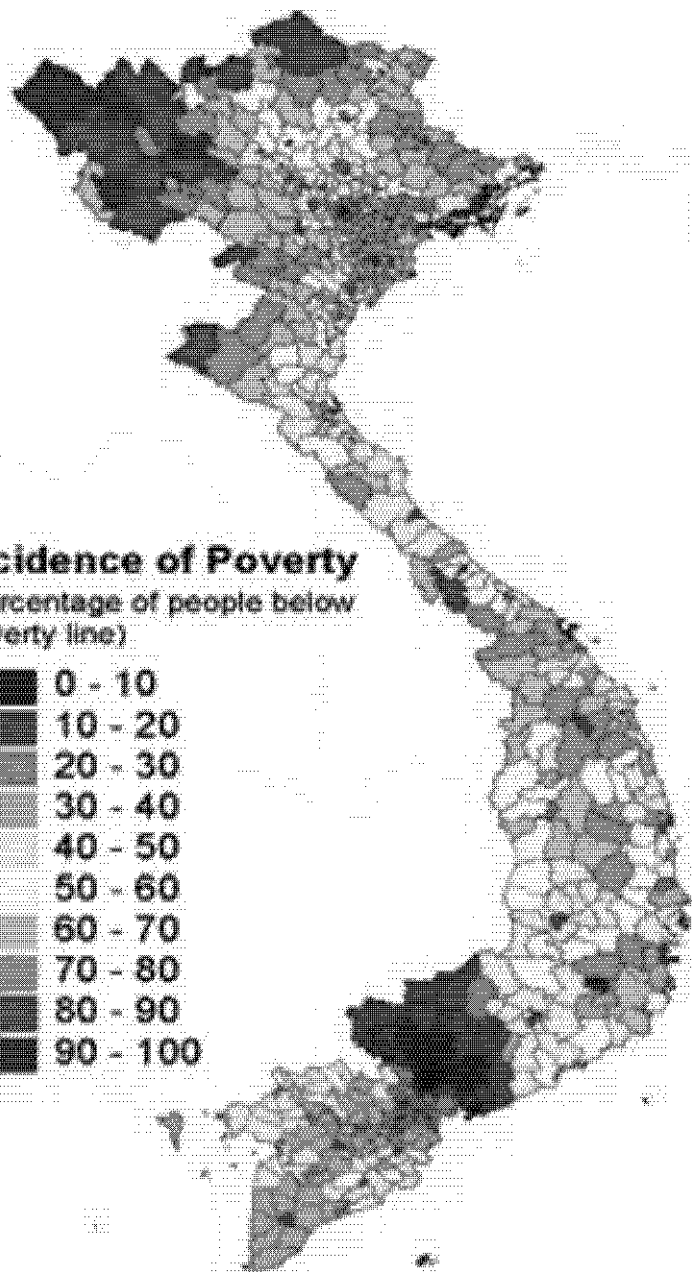 cidence of Poverty
rcentage of people below
verty line)
0 - 10
10 - 20
20 - 30
30 - 40
40 - 50
50 - 60
60 - 70
70 - 80
80 - 90
90 - 100